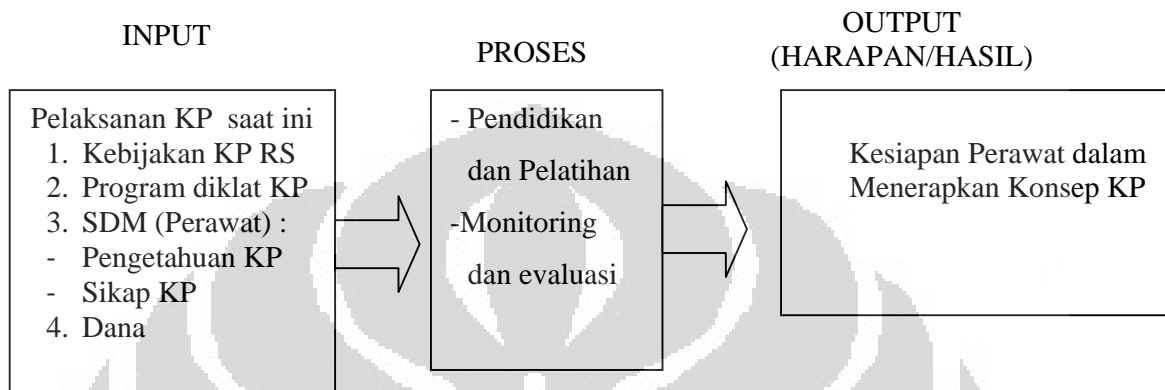 INPUT
Pelaksanan KP saat ini
1. Kebijakan KP RS
2. Program diklat KP
3. SDM (Perawat) :
- Pengetahuan KP
- Sikap KP
4. Dana
PROSES
- Pendidikan
dan Pelatihan
-Monitoring
dan evaluasi
OUTPUT
(HARAPAN/HASIL)
Kesiapan Perawat dalam
Menerapkan Konsep KP